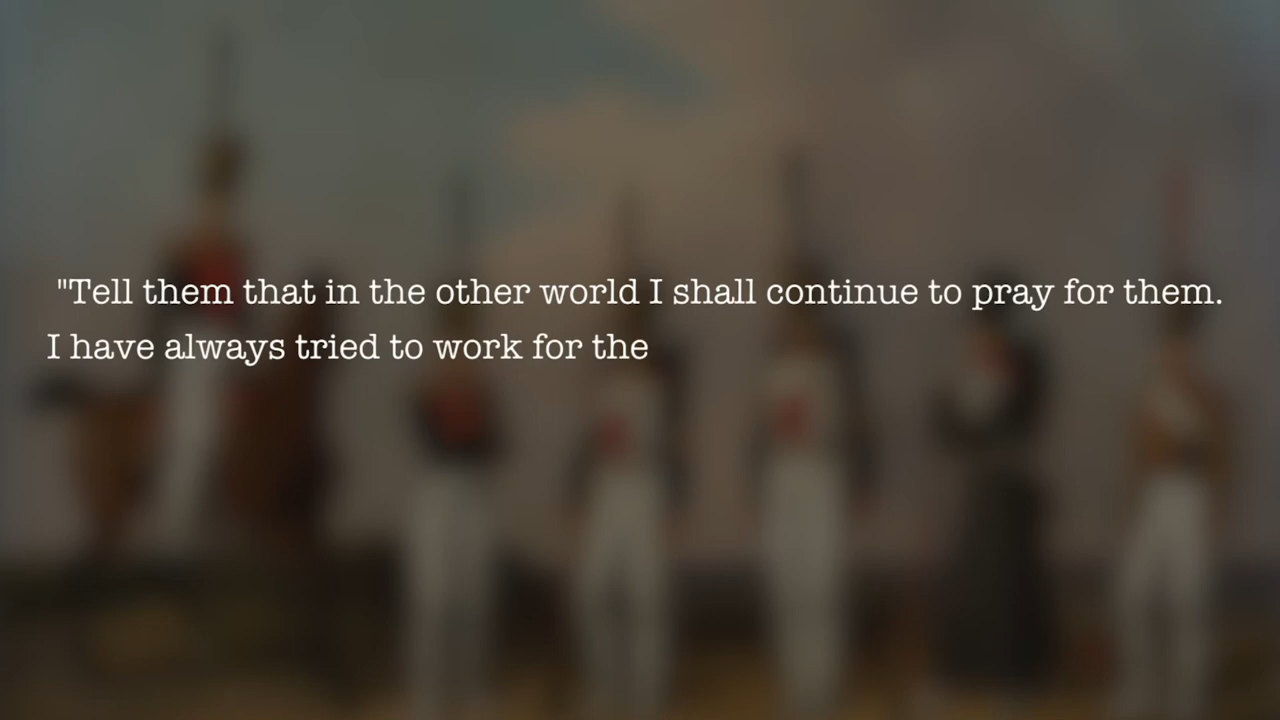 "Tell them that in the other world I shall continue to pray for them.
I have always tried to work for the